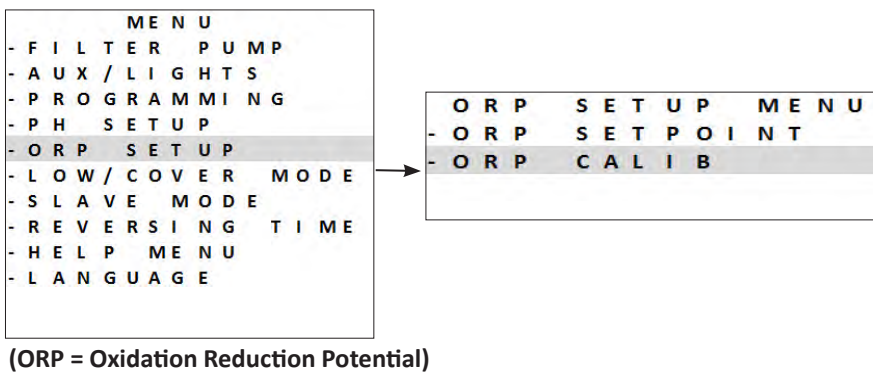 MENU
-FILTER PUMP
-AUX/LIGHTS
-PROGRAMMING
-PH SETUP
-ORP SETUP
-LOW/COVER MODE
-SLAVE MODE
-REVERSING TIME
-HELP MENU
-LANGUAGE
ORP SETUP MENU
-ORP SETPOINT
-ORP CALIB
(ORP = Oxidation Reduction Potential)